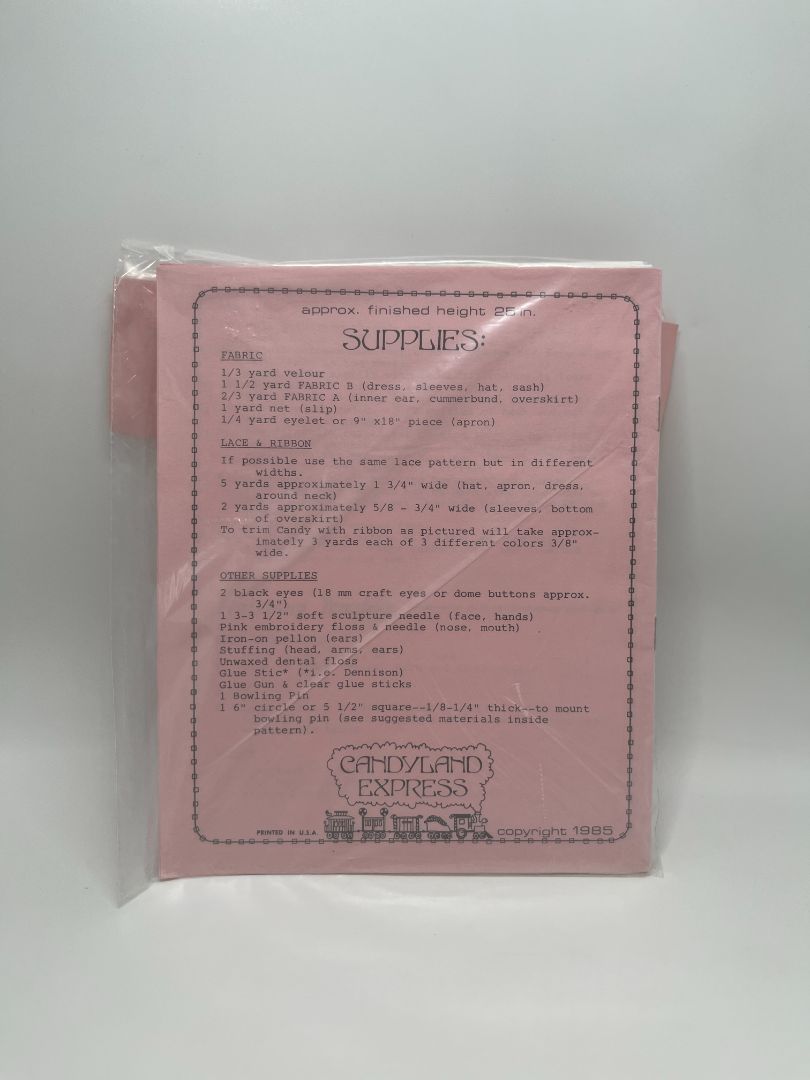 approx. finished height 25 in.
SUPPLIES:
FABRIC
1/3 yard velour
1 1/2 yard FABRIC B (dress, sleeves, hat, sash)
2/3 yard FABRIC A (inner ear, cummerbund, overskirt)
1 yard net (slip)
1/4 yard eyelet or 9" x18" piece (apron)
LACE & RIBBON
If possible use the same lace pattern but in different
widths.
5 yards approximately 1 3/4" wide (hat, apron, dress,
around neck)
2 yards approximately 5/8 - 3/4" wide (sleeves, bottom
of overskirt)
To trim Candy with ribbon as pictured will take approx-
imately 3 yards each of 3 different colors 3/8"
wide.
OTHER SUPPLIES
2 black eyes (18 mm craft eyes or dome buttons approx.
3/4")
1 3-3 1/2" soft sculpture needle (face, hands)
Pink embroidery floss & needle (nose, mouth)
Iron-on pellon (ears)
Stuffing (head, arms, ears)
Unwaxed dental floss
Glue Stic* (*i.e. Dennison)
Glue Gun & clear glue sticks
1 Bowling Pin
1 6" circle or 5 1/2" square--1/8-1/4" thick--to mount
bowling pin (see suggested materials inside
pattern).
CANDYLAND
EXPRESS
PRINTED IN U.S.A.
copyright 1985